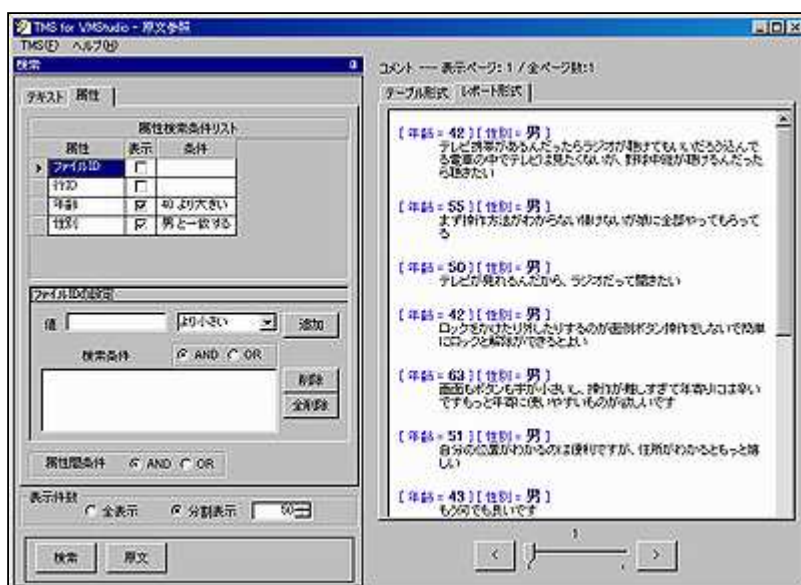 TMS for VMStudio - 原文参照
TMS(F) ヘルプ(H)
検索
テキスト 属性
属性検索条件リスト
属性 表示 条件
ファイルID
行ID
年齢 40 より大きい
性別 男 と一致する
ファイルIDの設定
値 より小さい 追加
検索条件 AND OR
削除
全削除
属性間条件 AND OR
表示件数
全表示 分割表示 50
検索 原文
コメント --- 表示ページ: 1 / 全ページ数:1
テーブル形式 レポート形式
[ 年齢 = 42 ] [ 性別 = 男 ]
テレビ携帯があるんだったらラジオが聴けてもいいだろう込んで
る電車の中でテレビは見たくないが、野球中継が聴けるんだった
ら聴きたい
[ 年齢 = 55 ] [ 性別 = 男 ]
まず操作方法がわからない情けないが娘に全部やってもらって
る
[ 年齢 = 50 ] [ 性別 = 男 ]
テレビが見れるんだから、ラジオだって聞きたい
[ 年齢 = 42 ] [ 性別 = 男 ]
ロックをかけたり外したりするのが面倒ボタン操作をしないで簡単
にロックと解除ができるとよい
[ 年齢 = 63 ] [ 性別 = 男 ]
画面もボタンも字が小さいし、操作が難しすぎて年寄りには辛い
ですもっと年寄に使いやすいものが欲しいです
[ 年齢 = 51 ] [ 性別 = 男 ]
自分の位置がわかるのは便利ですが、住所がわかるともっと嬉
しい
[ 年齢 = 43 ] [ 性別 = 男 ]
もう何でも良いです
1
< >